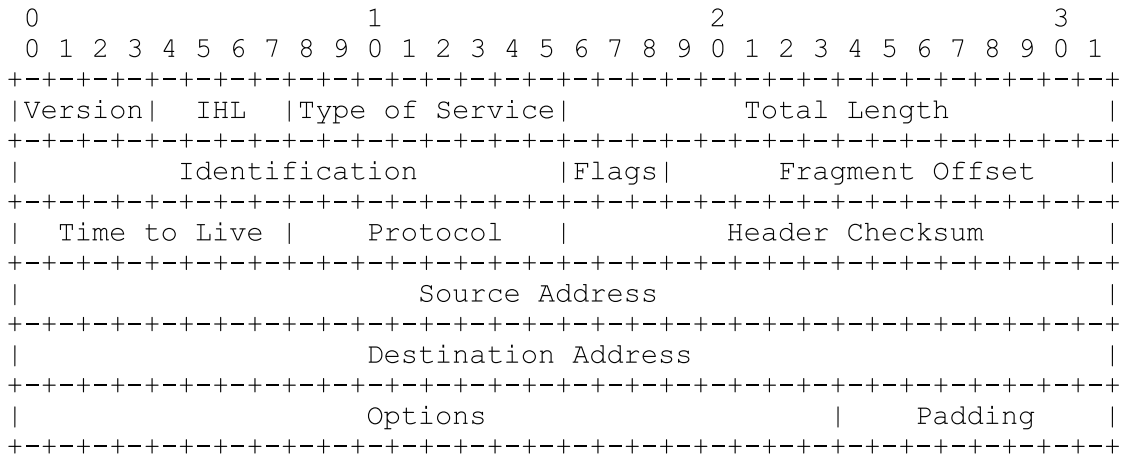 0                   1                   2                   3
 0 1 2 3 4 5 6 7 8 9 0 1 2 3 4 5 6 7 8 9 0 1 2 3 4 5 6 7 8 9 0 1
+-+-+-+-+-+-+-+-+-+-+-+-+-+-+-+-+-+-+-+-+-+-+-+-+-+-+-+-+-+-+-+-+
|Version|  IHL  |Type of Service|          Total Length         |
+-+-+-+-+-+-+-+-+-+-+-+-+-+-+-+-+-+-+-+-+-+-+-+-+-+-+-+-+-+-+-+-+
|         Identification        |Flags|      Fragment Offset    |
+-+-+-+-+-+-+-+-+-+-+-+-+-+-+-+-+-+-+-+-+-+-+-+-+-+-+-+-+-+-+-+-+
|  Time to Live |    Protocol   |         Header Checksum       |
+-+-+-+-+-+-+-+-+-+-+-+-+-+-+-+-+-+-+-+-+-+-+-+-+-+-+-+-+-+-+-+-+
|                       Source Address                          |
+-+-+-+-+-+-+-+-+-+-+-+-+-+-+-+-+-+-+-+-+-+-+-+-+-+-+-+-+-+-+-+-+
|                    Destination Address                        |
+-+-+-+-+-+-+-+-+-+-+-+-+-+-+-+-+-+-+-+-+-+-+-+-+-+-+-+-+-+-+-+-+
|                    Options                    |    Padding    |
+-+-+-+-+-+-+-+-+-+-+-+-+-+-+-+-+-+-+-+-+-+-+-+-+-+-+-+-+-+-+-+-+